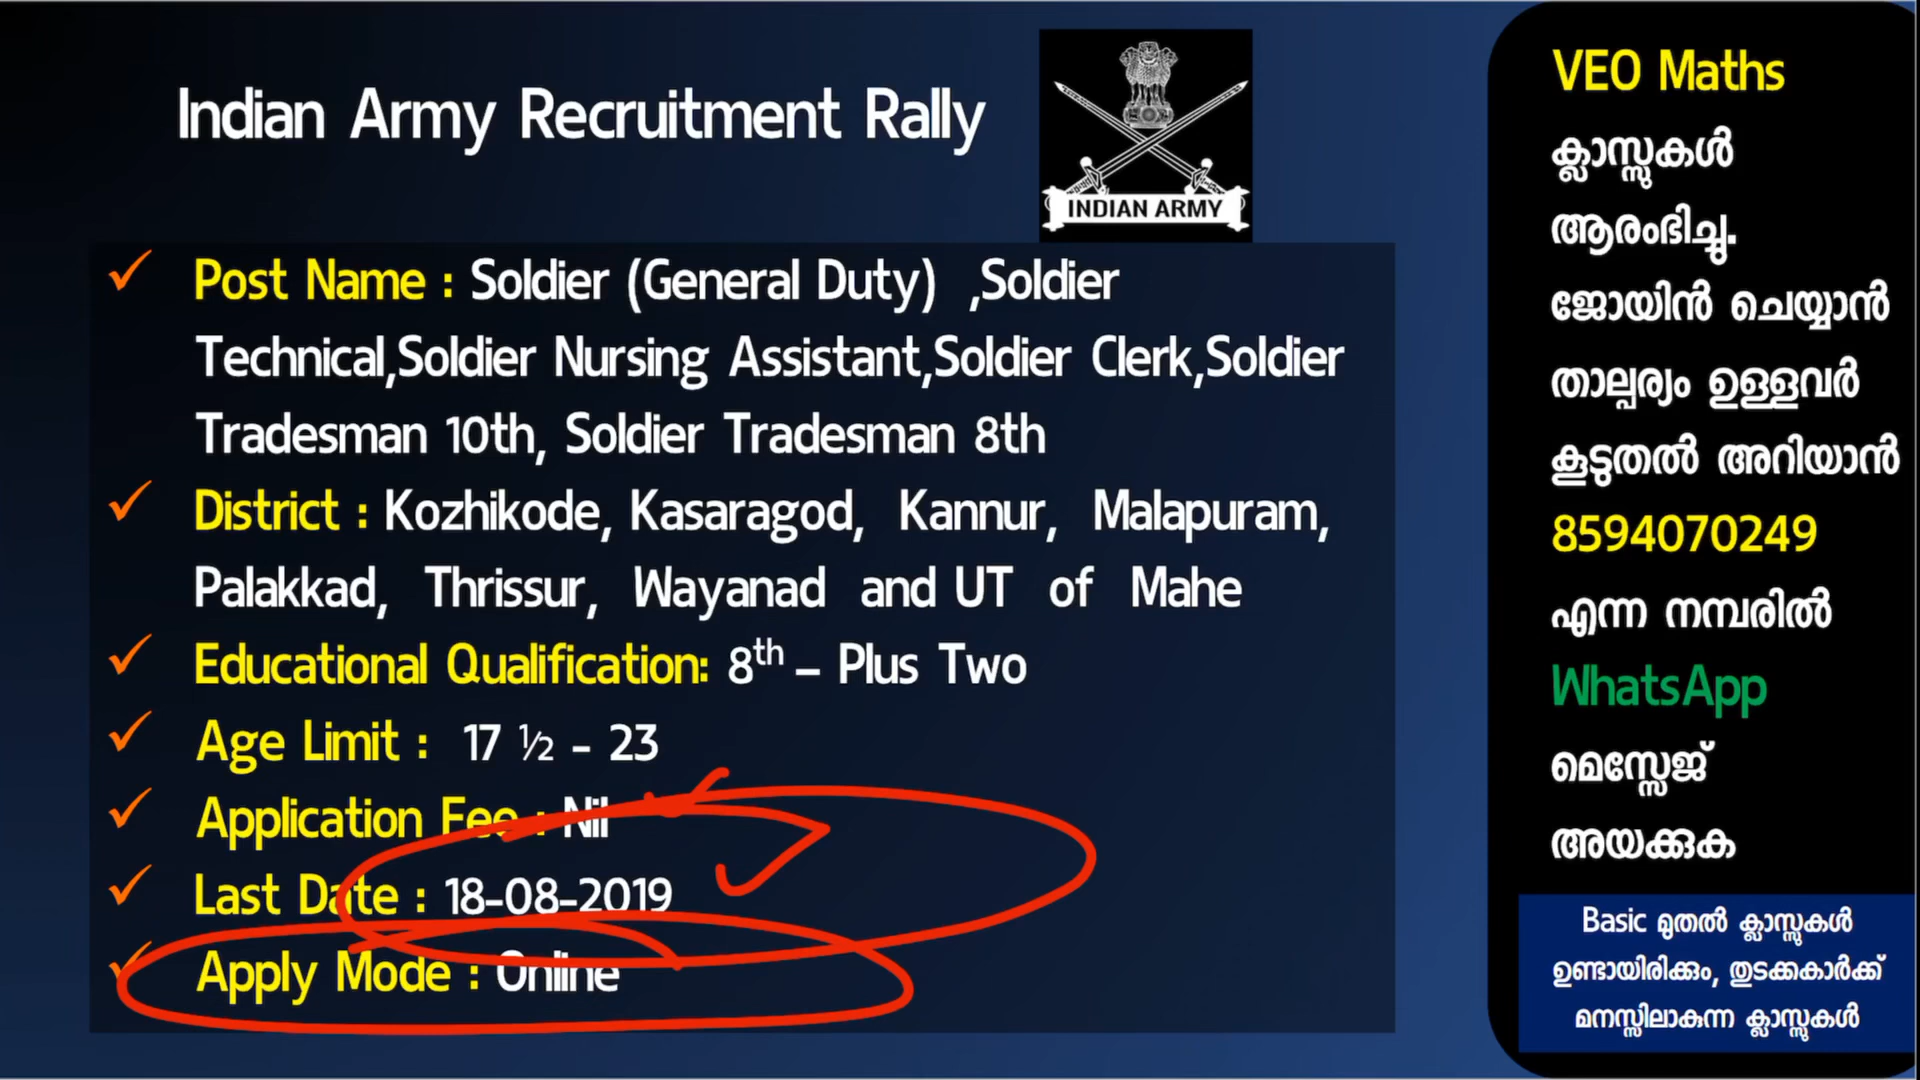 Indian Army Recruitment Rally
INDIAN ARMY
Post Name : Soldier (General Duty) ,Soldier
Technical,Soldier Nursing Assistant,Soldier Clerk,Soldier
Tradesman 10th, Soldier Tradesman 8th
District : Kozhikode, Kasaragod, Kannur, Malapuram,
Palakkad, Thrissur, Wayanad and UT of Mahe
Educational Qualification: 8th – Plus Two
Age Limit : 17 ½ - 23
Application Fee : Nil
Last Date : 18-08-2019
Apply Mode : Online
VEO Maths
ക്ലാസ്സുകൾ
ആരംഭിച്ചു.
ജോയിൻ ചെയ്യാൻ
താല്പര്യം ഉള്ളവർ
കൂടുതൽ അറിയാൻ
8594070249
എന്ന നമ്പരിൽ
WhatsApp
മെസ്സേജ്
അയക്കുക
Basic മുതൽ ക്ലാസ്സുകൾ
ഉണ്ടായിരിക്കും, തുടക്കകാർക്ക്
മനസ്സിലാകുന്ന ക്ലാസ്സുകൾ